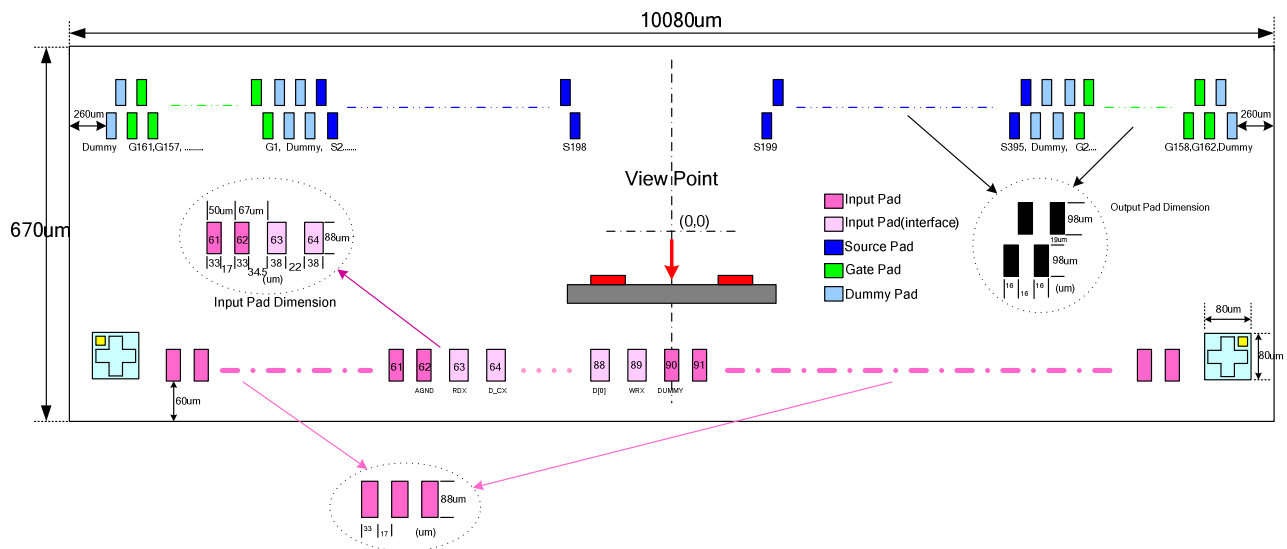 10080um
260um
260um
Dummy G161,G157, ........
G1, Dummy, S2......
S198
S199
S395, Dummy, G2....
G158,G162,Dummy
View Point
(0,0)
670um
50um
67um
61
62
63
64
88um
33
17
33
34.5
38
22
38
(um)
Input Pad Dimension
Input Pad
Input Pad(interface)
Source Pad
Gate Pad
Dummy Pad
Output Pad Dimension
98um
19um
98um
16
16
16
(um)
80um
80um
60um
61
62
63
64
88
89
90
91
AGND
RDX
D_CX
D[0]
WRX
DUMMY
88um
33
17
(um)